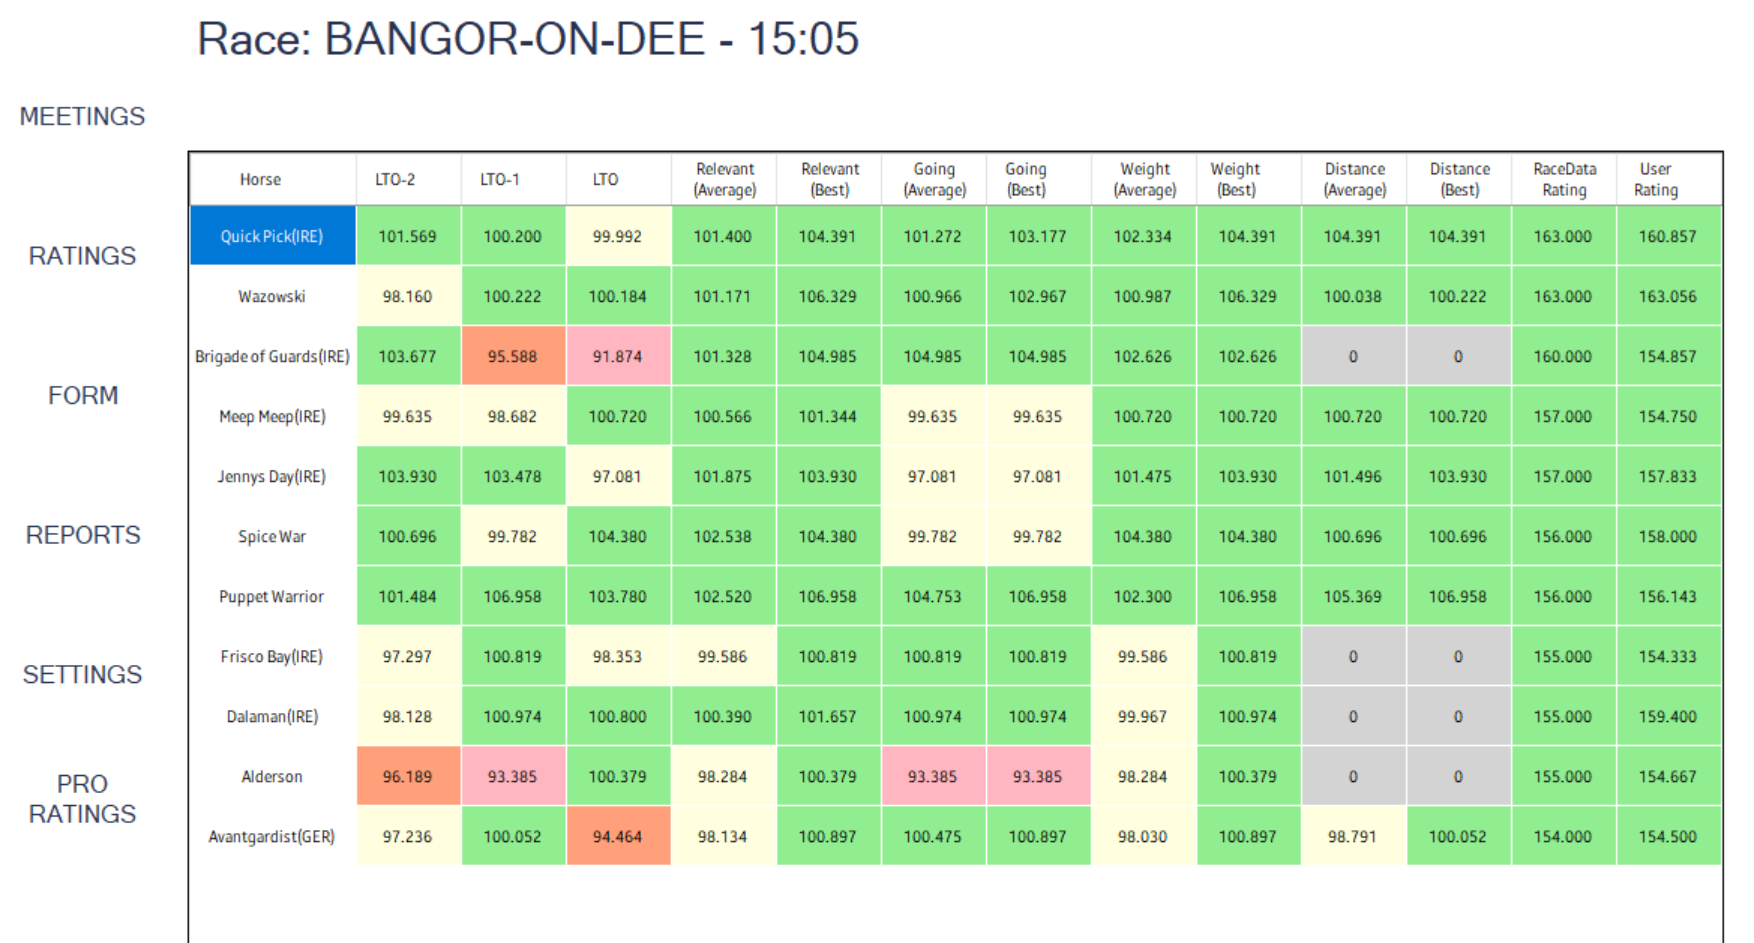 Race: BANGOR-ON-DEE - 15:05
MEETINGS
RATINGS
FORM
REPORTS
SETTINGS
PRO
RATINGS
Horse LTO-2 LTO-1 LTO Relevant (Average) Relevant (Best) Going (Average) Going (Best) Weight (Average) Weight (Best) Distance (Average) Distance (Best) RaceData Rating User Rating
Quick Pick(IRE) 101.569 100.200 99.992 101.400 104.391 101.272 103.177 102.334 104.391 104.391 104.391 163.000 160.857
Wazowski 98.160 100.222 100.184 101.171 106.329 100.966 102.967 100.987 106.329 100.038 100.222 163.000 163.056
Brigade of Guards(IRE) 103.677 95.588 91.874 101.328 104.985 104.985 104.985 102.626 102.626 0 0 160.000 154.857
Meep Meep(IRE) 99.635 98.682 100.720 100.566 101.344 99.635 99.635 100.720 100.720 100.720 100.720 157.000 154.750
Jennys Day(IRE) 103.930 103.478 97.081 101.875 103.930 97.081 97.081 101.475 103.930 101.496 103.930 157.000 157.833
Spice War 100.696 99.782 104.380 102.538 104.380 99.782 99.782 104.380 104.380 100.696 100.696 156.000 158.000
Puppet Warrior 101.484 106.958 103.780 102.520 106.958 104.753 106.958 102.300 106.958 105.369 106.958 156.000 156.143
Frisco Bay(IRE) 97.297 100.819 98.353 99.586 100.819 100.819 100.819 99.586 100.819 0 0 155.000 154.333
Dalaman(IRE) 98.128 100.974 100.800 100.390 101.657 100.974 100.974 99.967 100.974 0 0 155.000 159.400
Alderson 96.189 93.385 100.379 98.284 100.379 93.385 93.385 98.284 100.379 0 0 155.000 154.667
Avantgardist(GER) 97.236 100.052 94.464 98.134 100.897 100.475 100.897 98.030 100.897 98.791 100.052 154.000 154.500